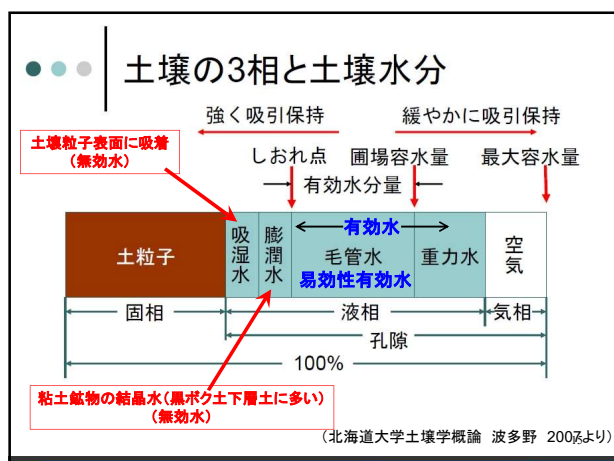 土壌の3相と土壌水分
強く吸引保持
緩やかに吸引保持
土壌粒子表面に吸着
(無効水)
しおれ点
圃場容水量
最大容水量
有効水分量
土粒子
吸湿水
膨潤水
有効水
毛管水
易効性有効水
重力水
空気
固相
液相
気相
孔隙
100%
粘土鉱物の結晶水(黒ボク土下層土に多い)
(無効水)
(北海道大学土壌学概論 波多野 2007より)